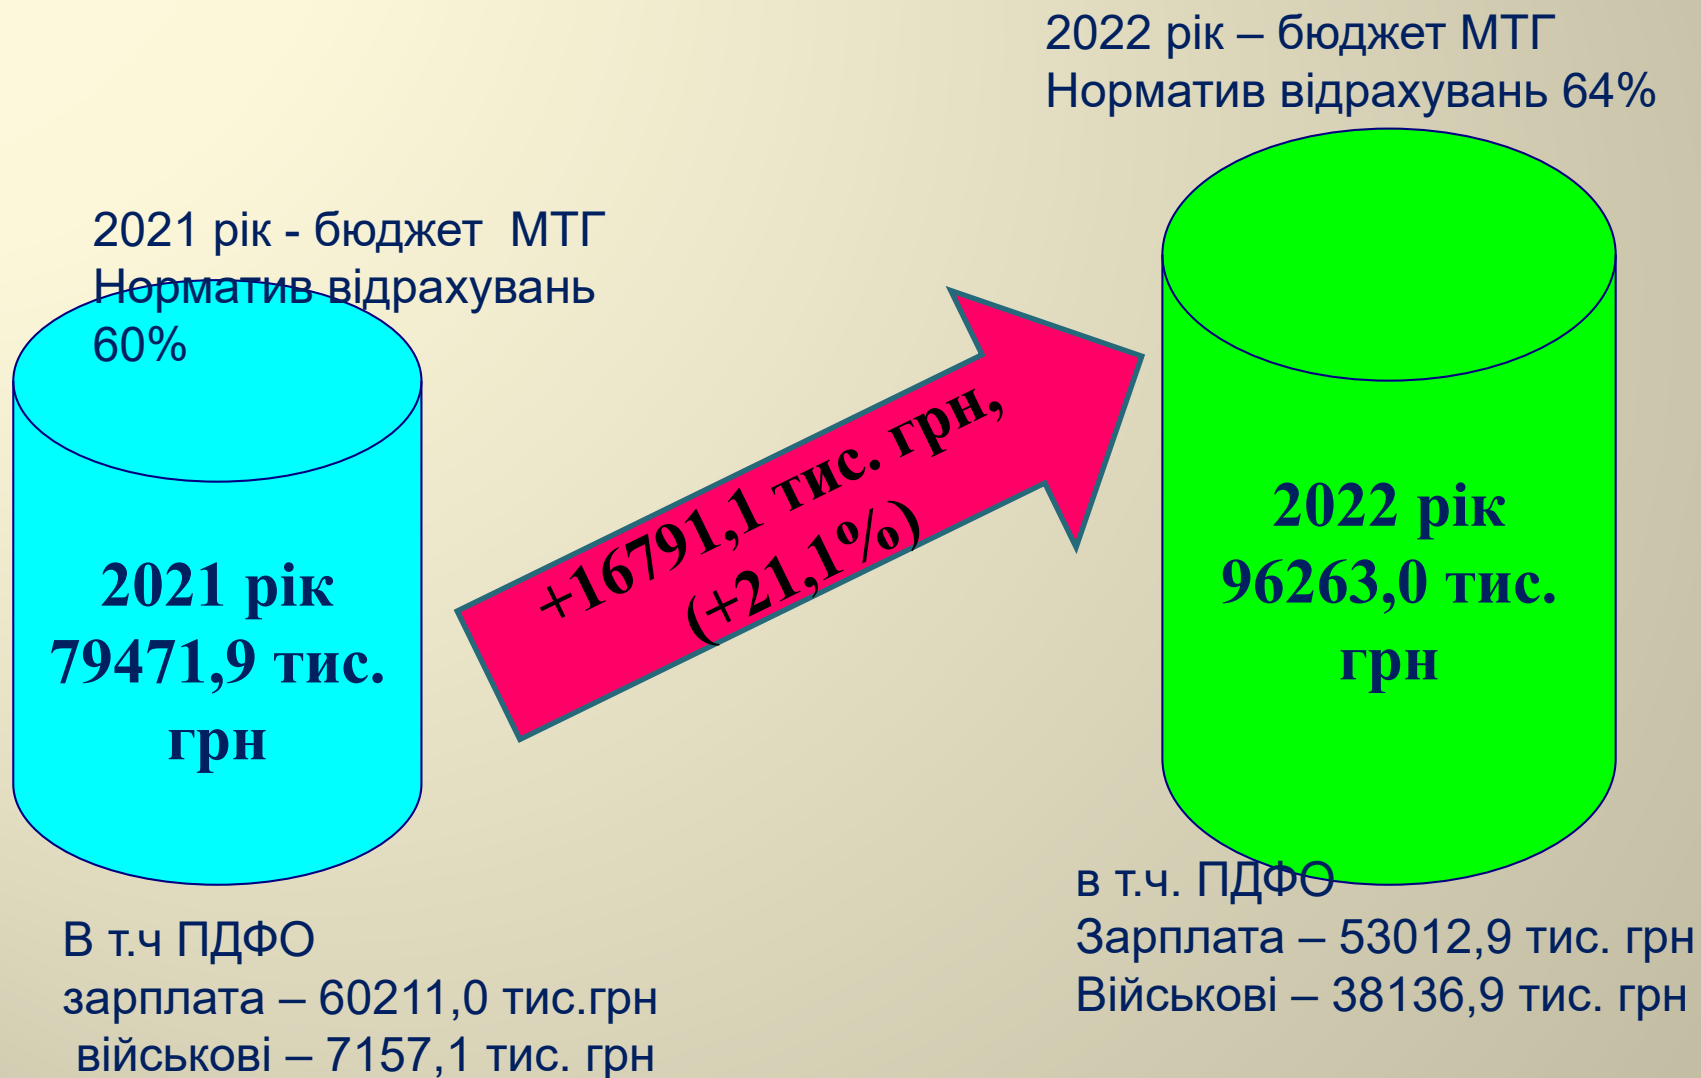 2021 рік - бюджет МТГ
Норматив відрахувань
60%
2021 рік
79471,9 тис.
грн
В т.ч ПДФО
зарплата – 60211,0 тис.грн
військові – 7157,1 тис. грн
+16791,1 тис. грн,
(+21,1%)
2022 рік – бюджет МТГ
Норматив відрахувань 64%
2022 рік
96263,0 тис.
грн
в т.ч. ПДФО
Зарплата – 53012,9 тис. грн
Військові – 38136,9 тис. грн